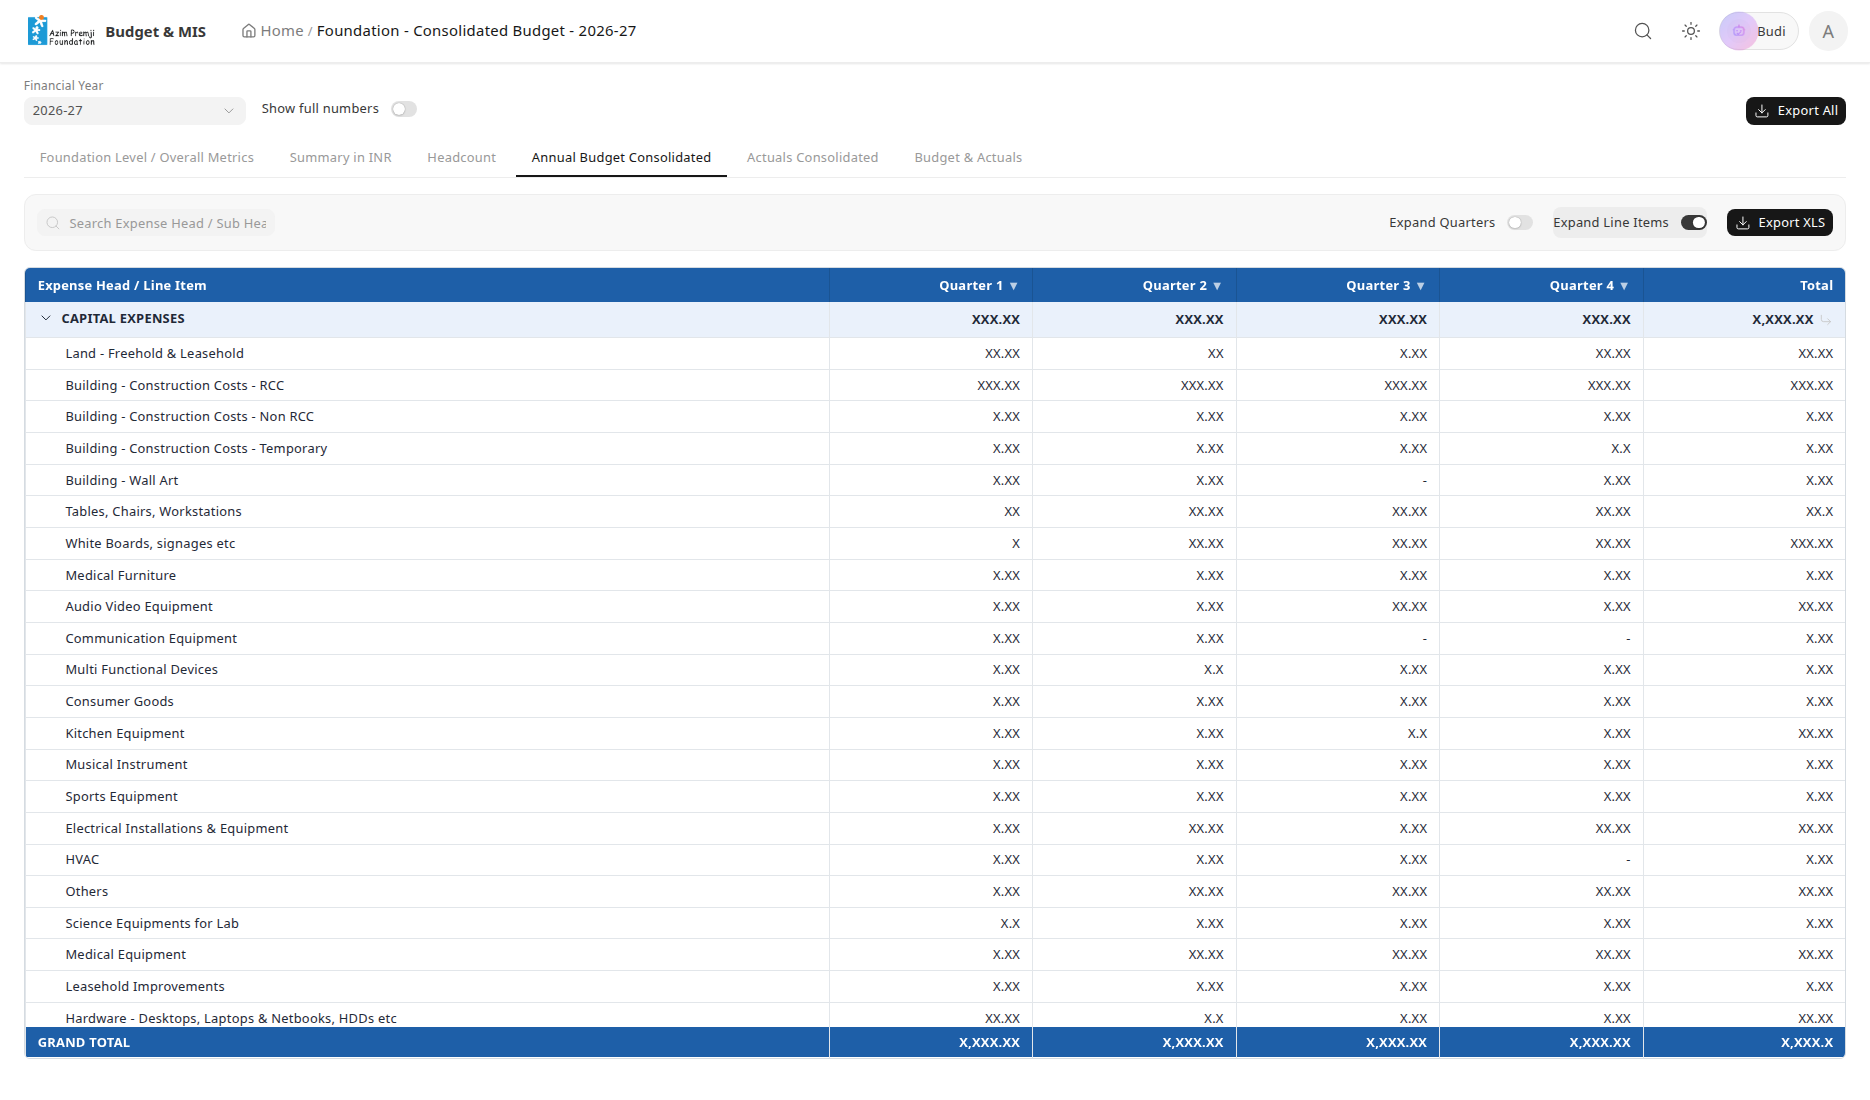 Azim Premji
Foundation
Budget & MIS
Home / Foundation - Consolidated Budget - 2026-27
Budi
A
Financial Year
2026-27
Show full numbers
Export All
Foundation Level / Overall Metrics
Summary in INR
Headcount
Annual Budget Consolidated
Actuals Consolidated
Budget & Actuals
Search Expense Head / Sub Hea
Expand Quarters
Expand Line Items
Export XLS
Expense Head / Line Item Quarter 1 ▼ Quarter 2 ▼ Quarter 3 ▼ Quarter 4 ▼ Total
CAPITAL EXPENSES XXX.XX XXX.XX XXX.XX XXX.XX X,XXX.XX
Land - Freehold & Leasehold XX.XX XX X.XX XX.XX XX.XX
Building - Construction Costs - RCC XXX.XX XXX.XX XXX.XX XXX.XX XXX.XX
Building - Construction Costs - Non RCC X.XX X.XX X.XX X.XX X.XX
Building - Construction Costs - Temporary X.XX X.XX X.XX X.X X.XX
Building - Wall Art X.XX X.XX - X.XX X.XX
Tables, Chairs, Workstations XX XX.XX XX.XX XX.XX XX.X
White Boards, signages etc X XX.XX XX.XX XX.XX XXX.XX
Medical Furniture X.XX X.XX X.XX X.XX X.XX
Audio Video Equipment X.XX X.XX XX.XX X.XX XX.XX
Communication Equipment X.XX X.XX - - X.XX
Multi Functional Devices X.XX X.X X.XX X.XX X.XX
Consumer Goods X.XX X.XX X.XX X.XX X.XX
Kitchen Equipment X.XX X.XX X.X X.XX XX.XX
Musical Instrument X.XX X.XX X.XX X.XX X.XX
Sports Equipment X.XX X.XX X.XX X.XX X.XX
Electrical Installations & Equipment X.XX XX.XX X.XX XX.XX XX.XX
HVAC X.XX X.XX X.XX - X.XX
Others X.XX XX.XX XX.XX XX.XX XX.XX
Science Equipments for Lab X.X X.XX X.XX X.XX X.XX
Medical Equipment X.XX XX.XX XX.XX XX.XX XX.XX
Leasehold Improvements X.XX X.XX X.XX X.XX X.XX
Hardware - Desktops, Laptops & Netbooks, HDDs etc XX.XX X.X X.XX X.XX XX.XX
GRAND TOTAL X,XXX.XX X,XXX.XX X,XXX.XX X,XXX.XX X,XXX.X